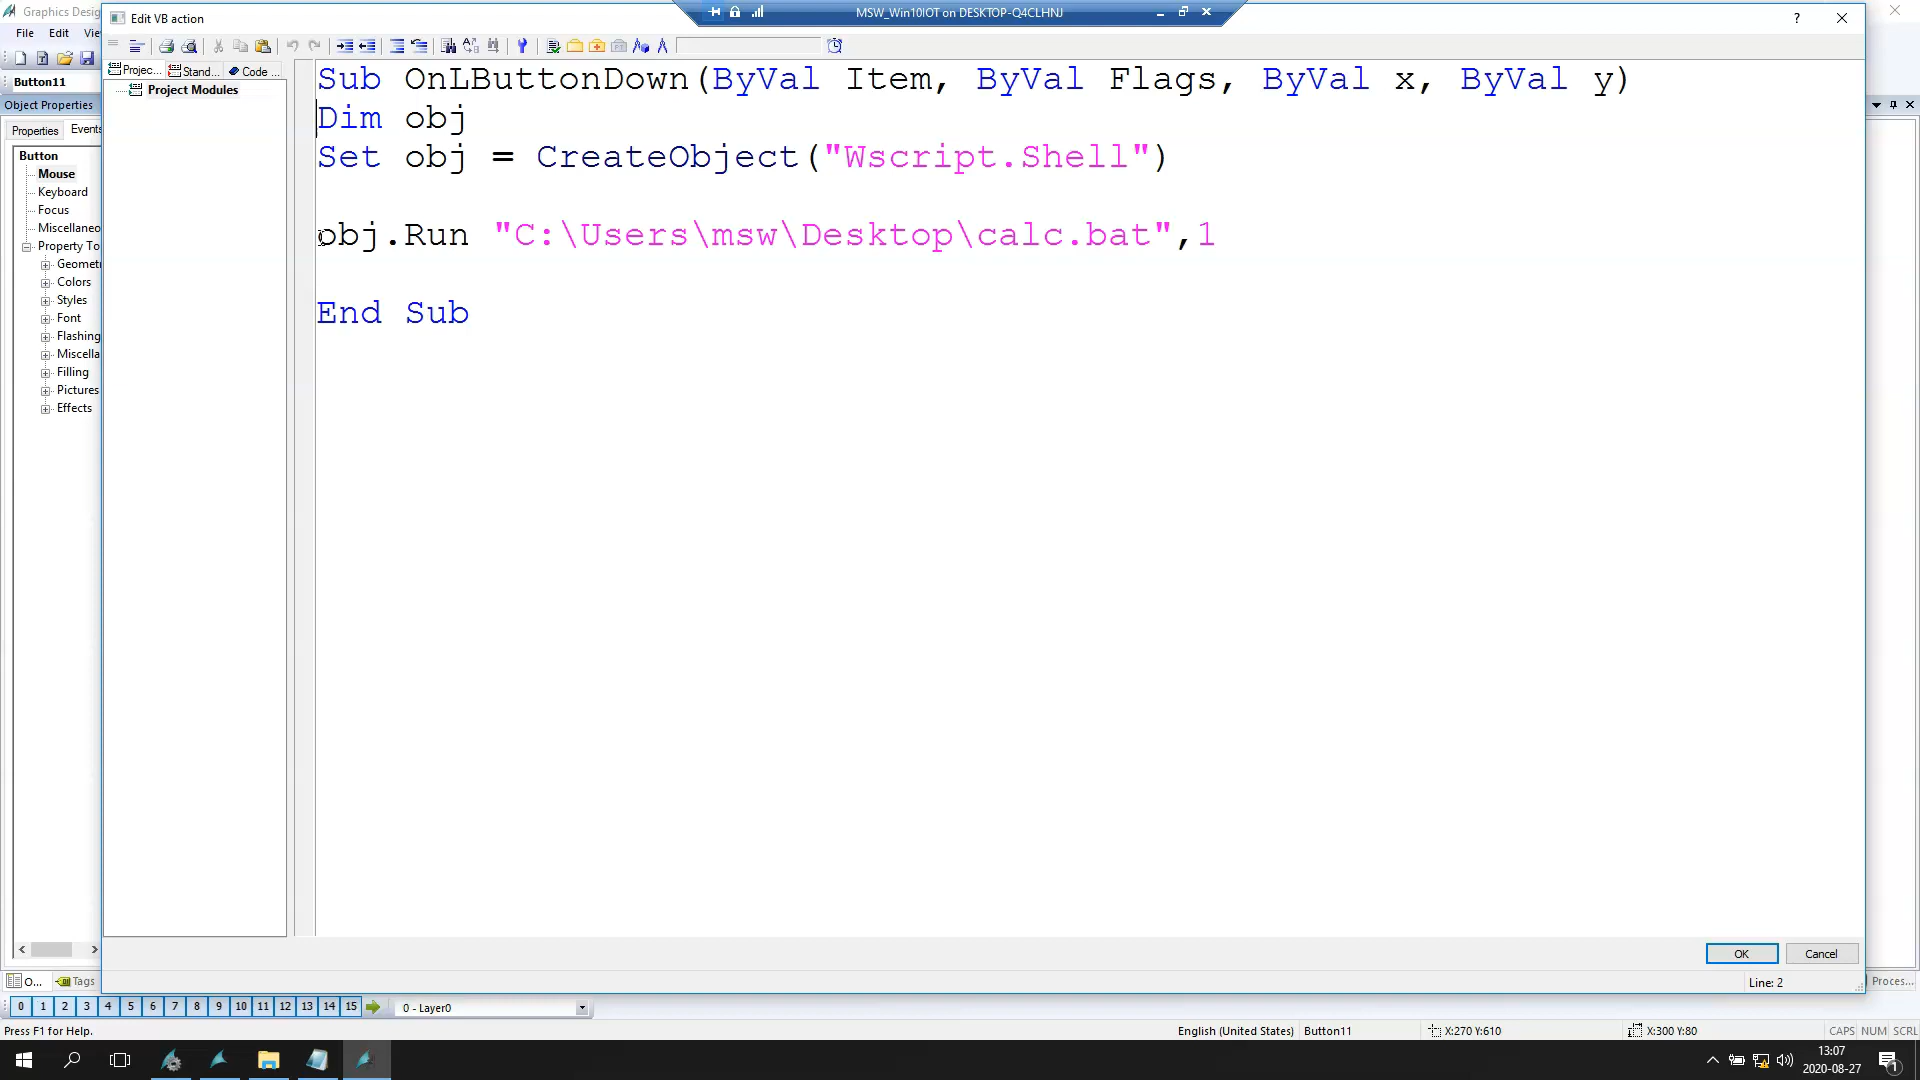 Graphics Desig
Edit VB action
MSW_Win10IOT on DESKTOP-Q4CLHNJ
File Edit Vie
Button11
Object Properties
Properties Events
Button
Mouse
Keyboard
Focus
Miscellaneo
Property To
Geomet
Colors
Styles
Font
Flashing
Miscella
Filling
Pictures
Effects
Projec... Stand... Code ...
Project Modules
Sub OnLButtonDown(ByVal Item, ByVal Flags, ByVal x, ByVal y)
Dim obj
Set obj = CreateObject("Wscript.Shell")
obj.Run "C:\Users\msw\Desktop\calc.bat",1
End Sub
OK Cancel
Line: 2
O... Tags
Proces...
0 1 2 3 4 5 6 7 8 9 10 11 12 13 14 15 0 - Layer0
Press F1 for Help. English (United States) Button11 X:270 Y:610 X:300 Y:80 CAPS NUM SCRL
13:07
2020-08-27
1